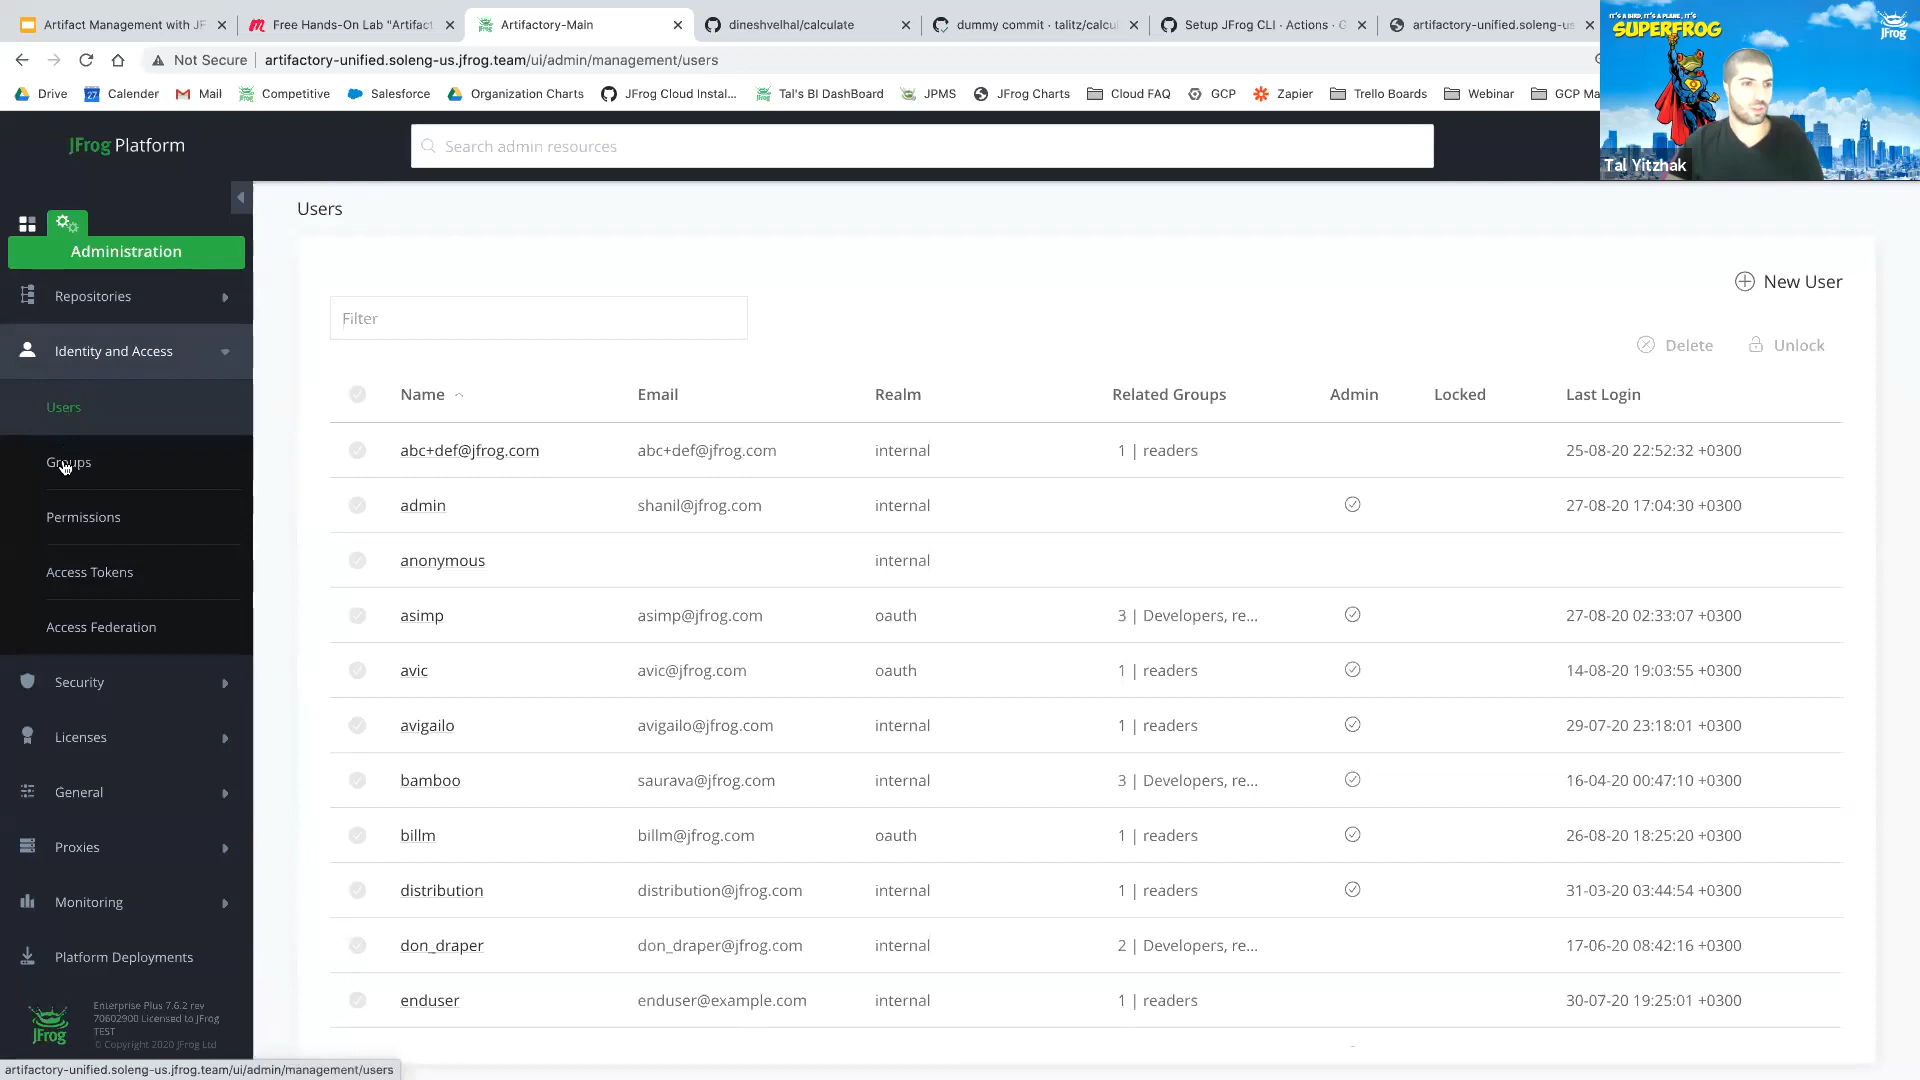 Artifact Management with JF
Free Hands-On Lab "Artifact
Artifactory-Main
dineshvelhal/calculate
dummy commit · talitz/calcul
Setup JFrog CLI · Actions · G
artifactory-unified.soleng-us
Not Secure
artifactory-unified.soleng-us.jfrog.team/ui/admin/management/users
Drive
27
Calender
Mail
Competitive
Salesforce
Organization Charts
JFrog Cloud Instal...
Tal's BI DashBoard
JPMS
JFrog Charts
Cloud FAQ
GCP
Zapier
Trello Boards
Webinar
GCP Ma
IT'S A BIRD, IT'S A PLANE, IT'S
SUPERFROG
JFrog
Tal Yitzhak
JFrog Platform
Search admin resources
Administration
Repositories
Identity and Access
Users
Groups
Permissions
Access Tokens
Access Federation
Security
Licenses
General
Proxies
Monitoring
Platform Deployments
JFrog
Enterprise Plus 7.6.2 rev
70602900 Licensed to JFrog
TEST
© Copyright 2020 JFrog Ltd
artifactory-unified.soleng-us.jfrog.team/ui/admin/management/users
Users
New User
Filter
Delete
Unlock
Name Email Realm Related Groups Admin Locked Last Login
abc+def@jfrog.com abc+def@jfrog.com internal 1 | readers 25-08-20 22:52:32 +0300
admin shanil@jfrog.com internal 27-08-20 17:04:30 +0300
anonymous internal
asimp asimp@jfrog.com oauth 3 | Developers, re... 27-08-20 02:33:07 +0300
avic avic@jfrog.com oauth 1 | readers 14-08-20 19:03:55 +0300
avigailo avigailo@jfrog.com internal 1 | readers 29-07-20 23:18:01 +0300
bamboo saurava@jfrog.com internal 3 | Developers, re... 16-04-20 00:47:10 +0300
billm billm@jfrog.com oauth 1 | readers 26-08-20 18:25:20 +0300
distribution distribution@jfrog.com internal 1 | readers 31-03-20 03:44:54 +0300
don_draper don_draper@jfrog.com internal 2 | Developers, re... 17-06-20 08:42:16 +0300
enduser enduser@example.com internal 1 | readers 30-07-20 19:25:01 +0300